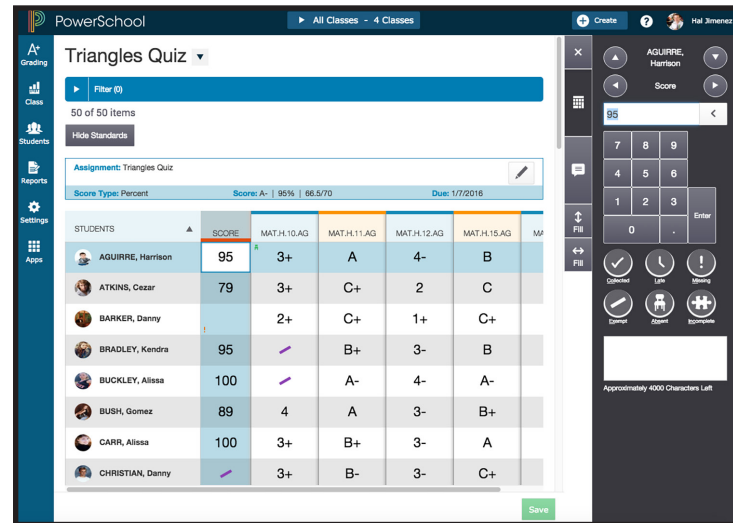 PowerSchool
All Classes - 4 Classes
Create
?
Hal Jimenez
A+
Grading
Class
Students
Reports
Settings
Apps
Triangles Quiz
Filter (0)
50 of 50 items
Hide Standards
Assignment: Triangles Quiz
Score Type: Percent Score: A- | 95% | 66.5/70 Due: 1/7/2016
STUDENTS SCORE MAT.H.10.AG MAT.H.11.AG MAT.H.12.AG MAT.H.15.AG MA
AGUIRRE, Harrison 95 3+ A 4- B
ATKINS, Cezar 79 3+ C+ 2 C
BARKER, Danny ! 2+ C+ 1+ C+
BRADLEY, Kendra 95 B+ 3- B
BUCKLEY, Alissa 100 A- 4- A-
BUSH, Gomez 89 4 A 3- B+
CARR, Alissa 100 3+ B+ 3- A
CHRISTIAN, Danny 3+ B- 3- C+
Save
×
Fill
Fill
AGUIRRE,
Harrison
Score
95
<
7 8 9
4 5 6
1 2 3
Enter
0 .
Collected Late Missing
Exempt Absent Incomplete
Approximately 4000 Characters Left